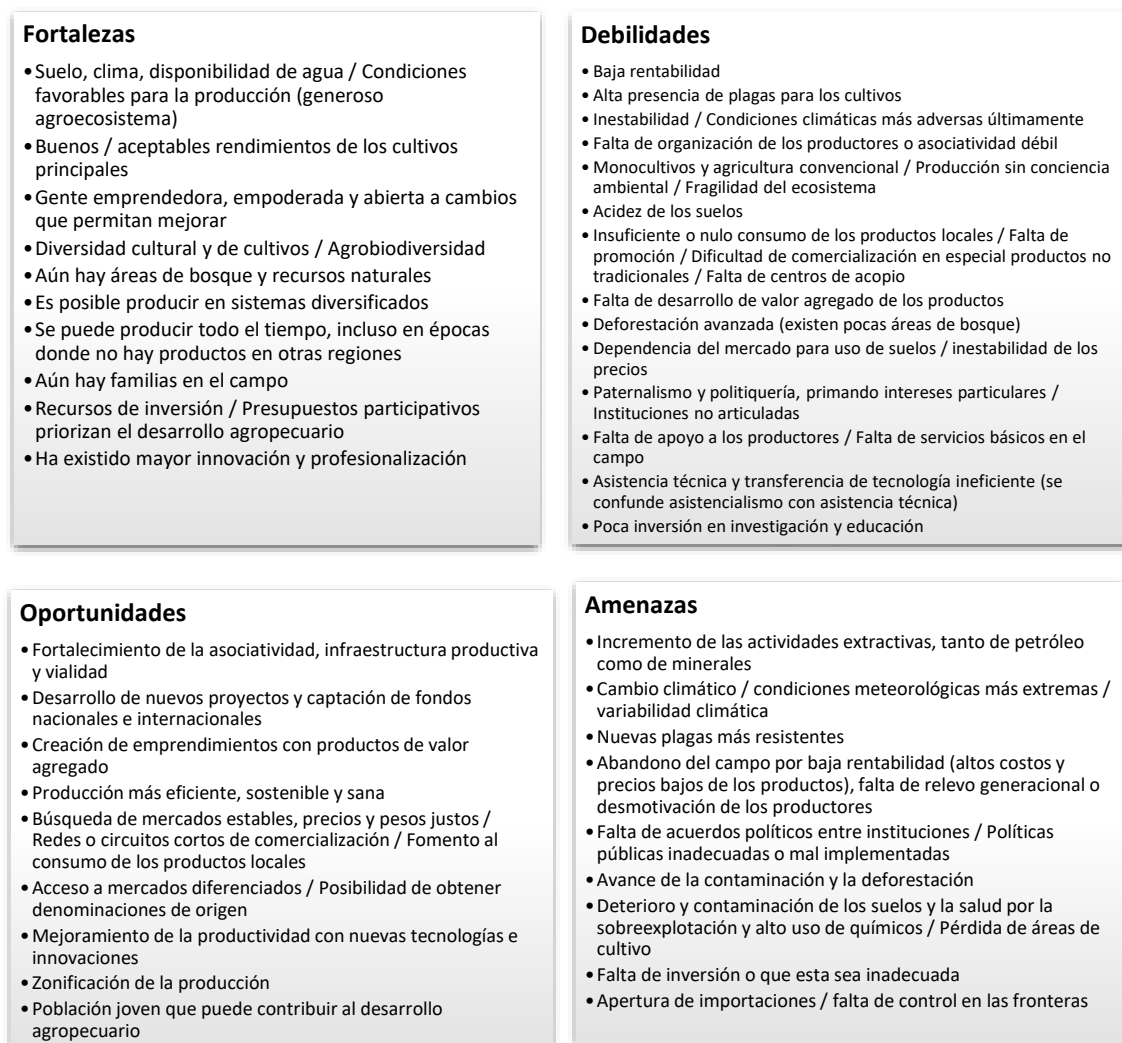 Fortalezas
•Suelo, clima, disponibilidad de agua / Condiciones
favorables para la producción (generoso
agroecosistema)
•Buenos / aceptables rendimientos de los cultivos
principales
•Gente emprendedora, empoderada y abierta a cambios
que permitan mejorar
•Diversidad cultural y de cultivos / Agrobiodiversidad
•Aún hay áreas de bosque y recursos naturales
•Es posible producir en sistemas diversificados
•Se puede producir todo el tiempo, incluso en épocas
donde no hay productos en otras regiones
•Aún hay familias en el campo
•Recursos de inversión / Presupuestos participativos
priorizan el desarrollo agropecuario
•Ha existido mayor innovación y profesionalización
Debilidades
•Baja rentabilidad
•Alta presencia de plagas para los cultivos
•Inestabilidad / Condiciones climáticas más adversas últimamente
•Falta de organización de los productores o asociatividad débil
•Monocultivos y agricultura convencional / Producción sin conciencia
ambiental / Fragilidad del ecosistema
•Acidez de los suelos
•Insuficiente o nulo consumo de los productos locales / Falta de
promoción / Dificultad de comercialización en especial productos no
tradicionales / Falta de centros de acopio
•Falta de desarrollo de valor agregado de los productos
•Deforestación avanzada (existen pocas áreas de bosque)
•Dependencia del mercado para uso de suelos / inestabilidad de los
precios
•Paternalismo y politiquería, primando intereses particulares /
Instituciones no articuladas
•Falta de apoyo a los productores / Falta de servicios básicos en el
campo
•Asistencia técnica y transferencia de tecnología ineficiente (se
confunde asistencialismo con asistencia técnica)
•Poca inversión en investigación y educación
Oportunidades
•Fortalecimiento de la asociatividad, infraestructura productiva
y vialidad
•Desarrollo de nuevos proyectos y captación de fondos
nacionales e internacionales
•Creación de emprendimientos con productos de valor
agregado
•Producción más eficiente, sostenible y sana
•Búsqueda de mercados estables, precios y pesos justos /
Redes o circuitos cortos de comercialización / Fomento al
consumo de los productos locales
•Acceso a mercados diferenciados / Posibilidad de obtener
denominaciones de origen
•Mejoramiento de la productividad con nuevas tecnologías e
innovaciones
•Zonificación de la producción
•Población joven que puede contribuir al desarrollo
agropecuario
Amenazas
•Incremento de las actividades extractivas, tanto de petróleo
como de minerales
•Cambio climático / condiciones meteorológicas más extremas /
variabilidad climática
•Nuevas plagas más resistentes
•Abandono del campo por baja rentabilidad (altos costos y
precios bajos de los productos), falta de relevo generacional o
desmotivación de los productores
•Falta de acuerdos políticos entre instituciones / Políticas
públicas inadecuadas o mal implementadas
•Avance de la contaminación y la deforestación
•Deterioro y contaminación de los suelos y la salud por la
sobreexplotación y alto uso de químicos / Pérdida de áreas de
cultivo
•Falta de inversión o que esta sea inadecuada
•Apertura de importaciones / falta de control en las fronteras